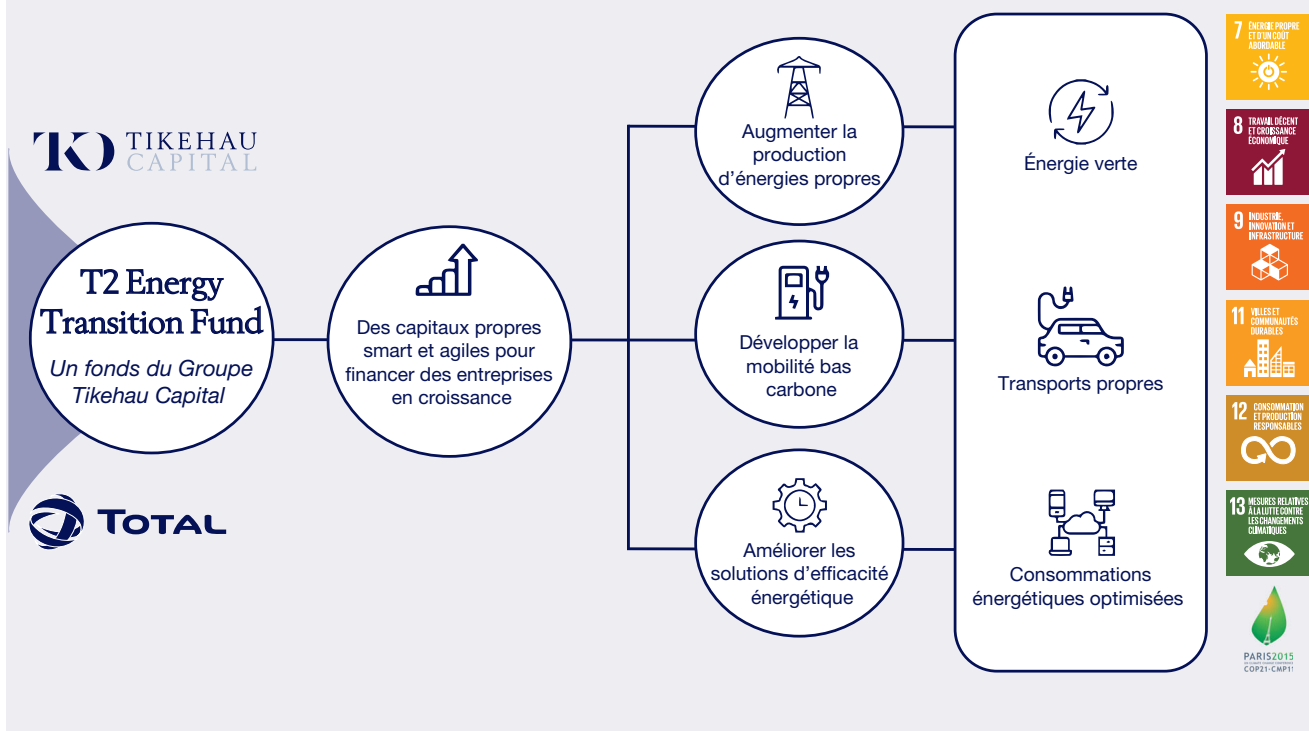 TIKEHAU
CAPITAL
T2 Energy
Transition Fund
Un fonds du Groupe
Tikehau Capital
TOTAL
Des capitaux propres
smart et agiles pour
financer des entreprises
en croissance
Augmenter la
production
d’énergies propres
Développer la
mobilité bas
carbone
Améliorer les
solutions d’efficacité
énergétique
Énergie verte
Transports propres
Consommations
énergétiques optimisées
7 ÉNERGIE PROPRE
ET D'UN COÛT
ABORDABLE
8 TRAVAIL DÉCENT
ET CROISSANCE
ÉCONOMIQUE
9 INDUSTRIE,
INNOVATION ET
INFRASTRUCTURE
11 VILLES ET
COMMUNAUTÉS
DURABLES
12 CONSOMMATION
ET PRODUCTION
RESPONSABLES
13 MESURES RELATIVES
À LA LUTTE CONTRE
LES CHANGEMENTS
CLIMATIQUES
PARIS2015
COP21·CMP11